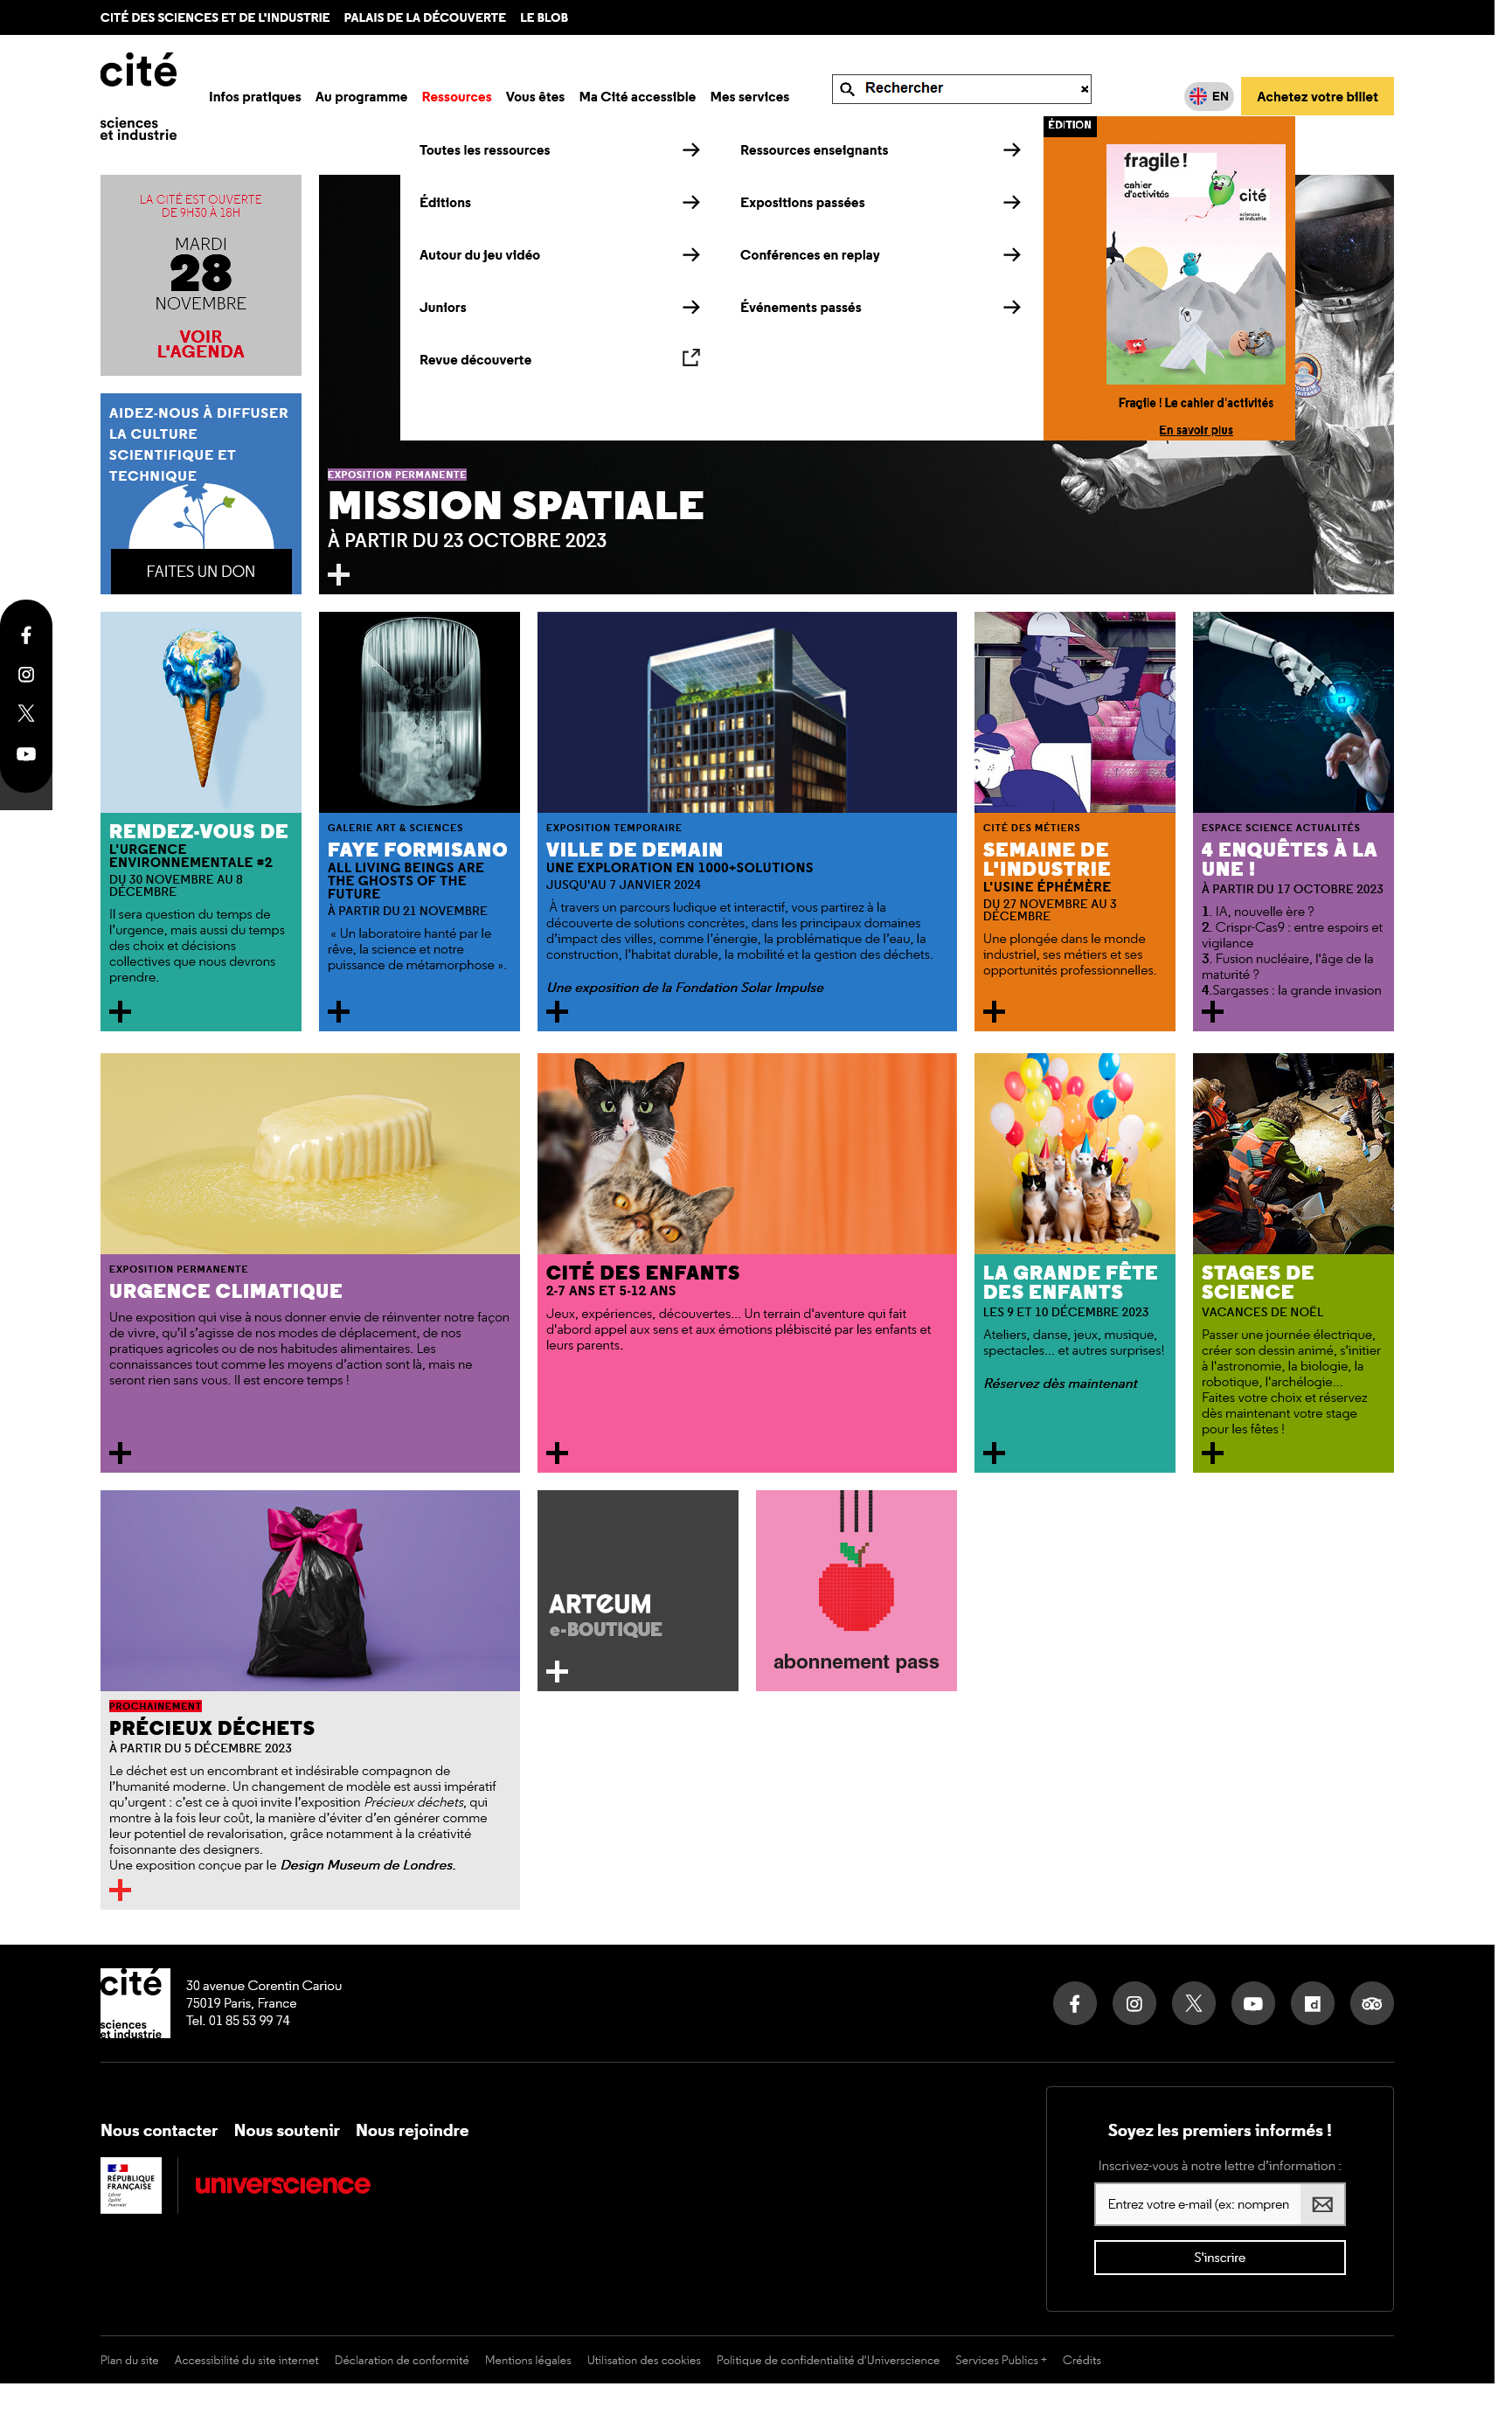 CITÉ DES SCIENCES ET DE L'INDUSTRIE PALAIS DE LA DÉCOUVERTE LE BLOB
cité
sciences
et industrie
Infos pratiques Au programme Ressources Vous êtes Ma Cité accessible Mes services
Rechercher
EN
Achetez votre billet
Toutes les ressources
Éditions
Autour du jeu vidéo
Juniors
Revue découverte
Ressources enseignants
Expositions passées
Conférences en replay
Événements passés
ÉDITION
fragile !
cahier
d'activités
cité
sciences
et industrie
Fragile ! Le cahier d'activités
En savoir plus
LA CITÉ EST OUVERTE
DE 9H30 À 18H
MARDI
28
NOVEMBRE
VOIR
L'AGENDA
AIDEZ-NOUS À DIFFUSER
LA CULTURE
SCIENTIFIQUE ET
TECHNIQUE
FAITES UN DON
EXPOSITION PERMANENTE
MISSION SPATIALE
À PARTIR DU 23 OCTOBRE 2023
RENDEZ-VOUS DE
L'URGENCE
ENVIRONNEMENTALE #2
DU 30 NOVEMBRE AU 8
DÉCEMBRE
Il sera question du temps de
l’urgence, mais aussi du temps
des choix et décisions
collectives que nous devrons
prendre.
GALERIE ART & SCIENCES
FAYE FORMISANO
ALL LIVING BEINGS ARE
THE GHOSTS OF THE
FUTURE
À PARTIR DU 21 NOVEMBRE
« Un laboratoire hanté par le
rêve, la science et notre
puissance de métamorphose ».
EXPOSITION TEMPORAIRE
VILLE DE DEMAIN
UNE EXPLORATION EN 1000+SOLUTIONS
JUSQU'AU 7 JANVIER 2024
À travers un parcours ludique et interactif, vous partirez à la
découverte de solutions concrètes, dans les principaux domaines
d’impact des villes, comme l’énergie, la problématique de l’eau, la
construction, l’habitat durable, la mobilité et la gestion des déchets.
Une exposition de la Fondation Solar Impulse
CITÉ DES MÉTIERS
SEMAINE DE
L'INDUSTRIE
L'USINE ÉPHÉMÈRE
DU 27 NOVEMBRE AU 3
DÉCEMBRE
Une plongée dans le monde
industriel, ses métiers et ses
opportunités professionnelles.
ESPACE SCIENCE ACTUALITÉS
4 ENQUÊTES À LA
UNE !
À PARTIR DU 17 OCTOBRE 2023
1. IA, nouvelle ère ?
2. Crispr-Cas9 : entre espoirs et
vigilance
3. Fusion nucléaire, l'âge de la
maturité ?
4.Sargasses : la grande invasion
EXPOSITION PERMANENTE
URGENCE CLIMATIQUE
Une exposition qui vise à nous donner envie de réinventer notre façon
de vivre, qu’il s’agisse de nos modes de déplacement, de nos
pratiques agricoles ou de nos habitudes alimentaires. Les
connaissances tout comme les moyens d’action sont là, mais ne
seront rien sans vous. Il est encore temps !
CITÉ DES ENFANTS
2-7 ANS ET 5-12 ANS
Jeux, expériences, découvertes... Un terrain d'aventure qui fait
d'abord appel aux sens et aux émotions plébiscité par les enfants et
leurs parents.
LA GRANDE FÊTE
DES ENFANTS
LES 9 ET 10 DÉCEMBRE 2023
Ateliers, danse, jeux, musique,
spectacles... et autres surprises!
Réservez dès maintenant
STAGES DE
SCIENCE
VACANCES DE NOËL
Passer une journée électrique,
créer son dessin animé, s'initier
à l'astronomie, la biologie, la
robotique, l'archélogie...
Faites votre choix et réservez
dès maintenant votre stage
pour les fêtes !
PROCHAINEMENT
PRÉCIEUX DÉCHETS
À PARTIR DU 5 DÉCEMBRE 2023
Le déchet est un encombrant et indésirable compagnon de
l’humanité moderne. Un changement de modèle est aussi impératif
qu’urgent : c’est ce à quoi invite l’exposition Précieux déchets, qui
montre à la fois leur coût, la manière d’éviter d’en générer comme
leur potentiel de revalorisation, grâce notamment à la créativité
foisonnante des designers.
Une exposition conçue par le Design Museum de Londres.
ARTEUM
e-BOUTIQUE
abonnement pass
cité
sciences
et industrie
30 avenue Corentin Cariou
75019 Paris, France
Tel. 01 85 53 99 74
Nous contacter Nous soutenir Nous rejoindre
RÉPUBLIQUE
FRANÇAISE
Liberté
Égalité
Fraternité
universcience
Soyez les premiers informés !
Inscrivez-vous à notre lettre d’information :
Entrez votre e-mail (ex: nompren
S'inscrire
Plan du site Accessibilité du site internet Déclaration de conformité Mentions légales Utilisation des cookies Politique de confidentialité d'Universcience Services Publics + Crédits